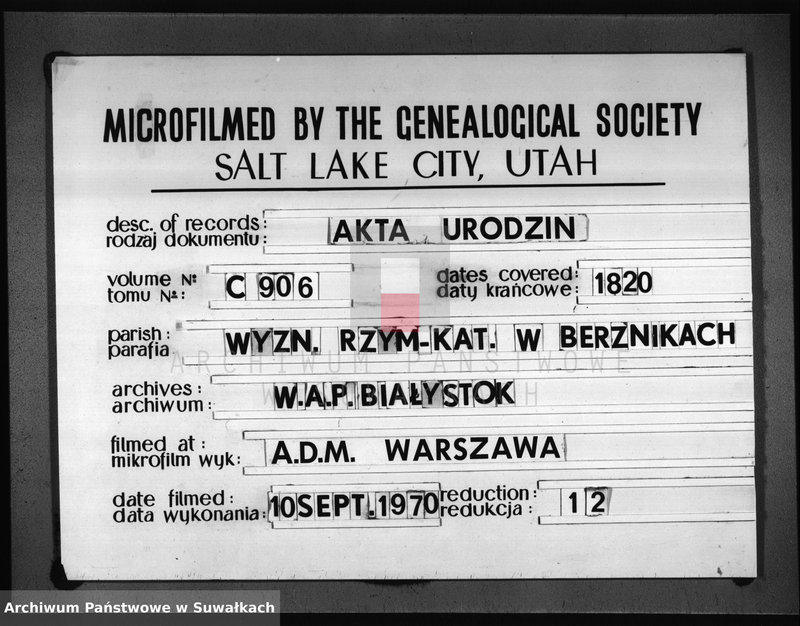 MICROFILMED BY THE GENEALOGICAL SOCIETY
SALT LAKE CITY, UTAH
desc. of records:
rodzaj dokumentu:
AKTA URODZIN
volume №:
tomu №:
C 906
dates covered:
daty krańcowe:
1820
parish:
parafia
WYZN. RZYM-KAT. W BERZNIKACH
ARCHIWUM PAŃSTWOWE
archives:
archiwum:
W.A.P. BIAŁYSTOK
filmed at:
mikrofilm wyk:
A.D.M. WARSZAWA
date filmed:
data wykonania:
10 SEPT. 1970
reduction:
redukcja:
12
Archiwum Państwowe w Suwałkach